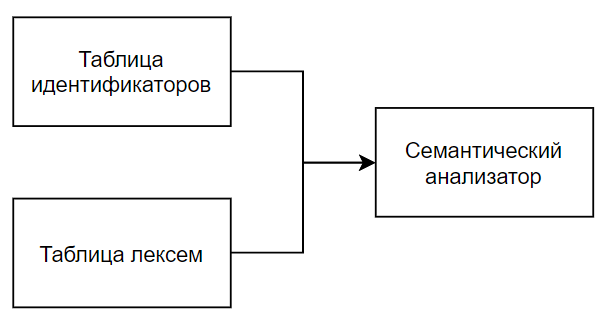 Таблица
идентификаторов
Семантический
анализатор
Таблица лексем